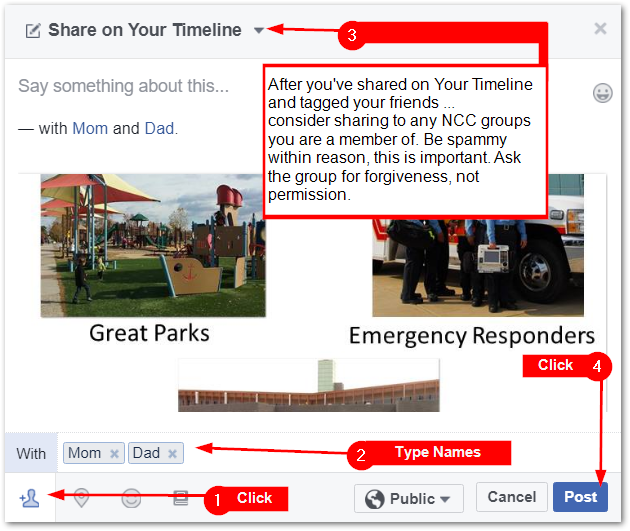 Share on Your Timeline
3
Say something about this...
— with Mom and Dad.
After you've shared on Your Timeline
and tagged your friends ...
consider sharing to any NCC groups
you are a member of. Be spammy
within reason, this is important. Ask
the group for forgiveness, not
permission.
Great Parks
Emergency Responders
Click 4
With Mom × Dad ×
2 Type Names
1 Click
Public
Cancel
Post